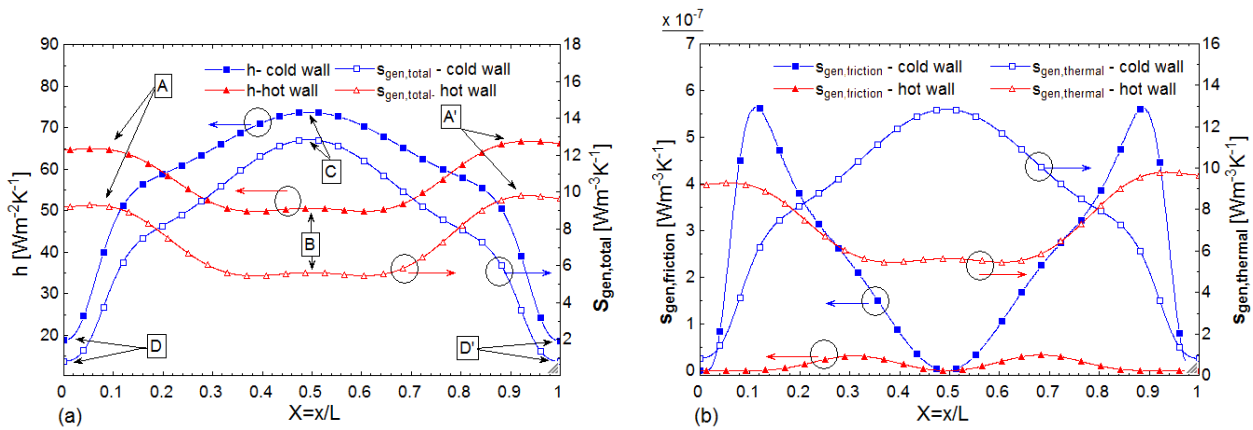 x 10⁻⁷
90 18 7 16
h- cold wall s_gen,total - cold wall
h-hot wall s_gen,total- hot wall
s_gen,friction - cold wall s_gen,thermal - cold wall
s_gen,friction - hot wall s_gen,thermal - hot wall
80 16 6 14
70 14 5 12
60 12 4 10
50 10 3 8
40 8 2 6
30 6 1 4
20 4 0 2
2 0
0
A
A'
C
B
D
D'
h [Wm⁻²K⁻¹]
S_gen,total [Wm⁻³K⁻¹]
s_gen,friction [Wm⁻³K⁻¹]
s_gen,thermal [Wm⁻³K⁻¹]
0 0.1 0.2 0.3 0.4 0.5 0.6 0.7 0.8 0.9 1
0 0.1 0.2 0.3 0.4 0.5 0.6 0.7 0.8 0.9 1
(a) X=x/L
(b) X=x/L